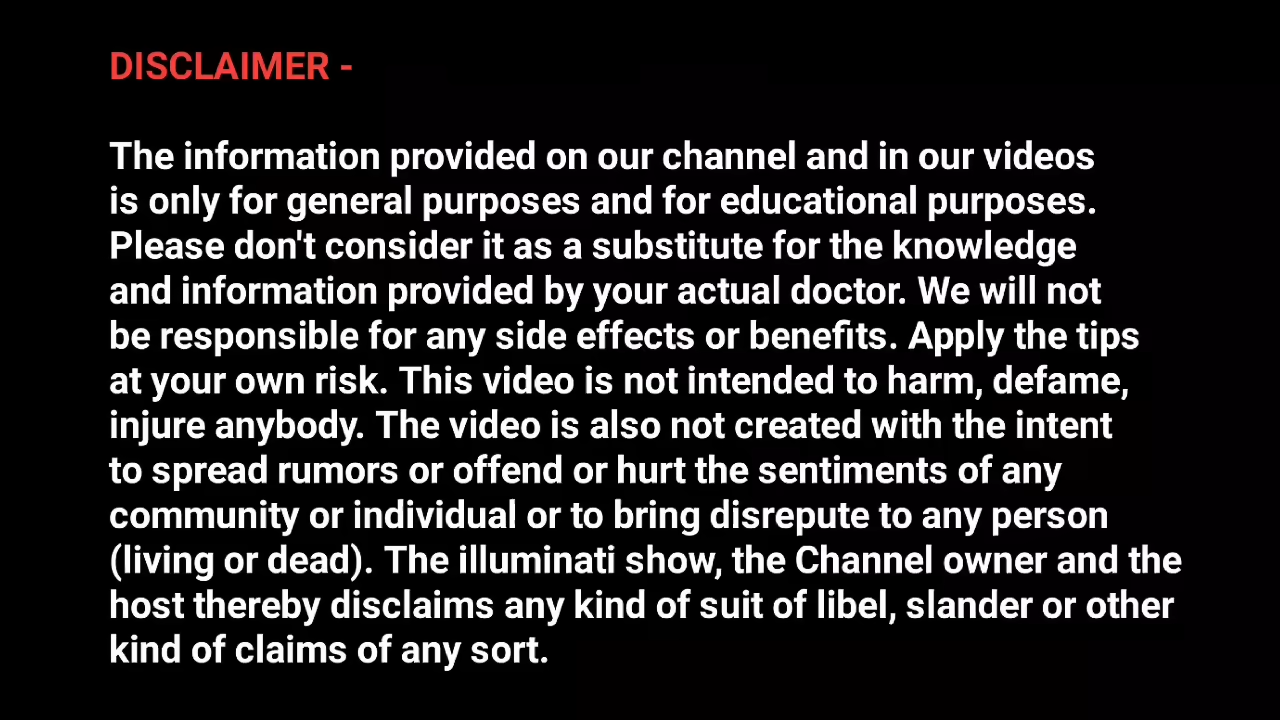 DISCLAIMER -
The information provided on our channel and in our videos
is only for general purposes and for educational purposes.
Please don't consider it as a substitute for the knowledge
and information provided by your actual doctor. We will not
be responsible for any side effects or benefits. Apply the tips
at your own risk. This video is not intended to harm, defame,
injure anybody. The video is also not created with the intent
to spread rumors or offend or hurt the sentiments of any
community or individual or to bring disrepute to any person
(living or dead). The illuminati show, the Channel owner and the
host thereby disclaims any kind of suit of libel, slander or other
kind of claims of any sort.